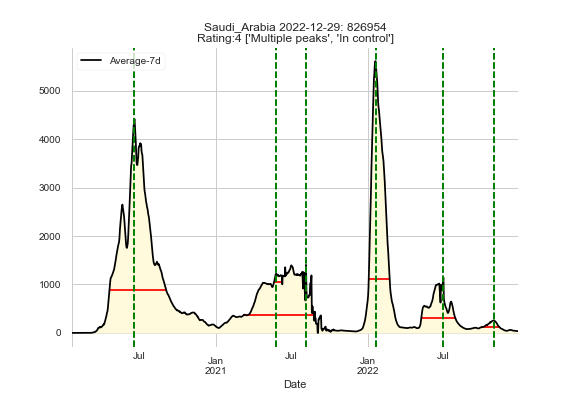 Saudi_Arabia 2022-12-29: 826954
Rating:4 ['Multiple peaks', 'In control']
Average-7d
5000
4000
3000
2000
1000
0
Jul
Jan
2021
Jul
Jan
2022
Jul
Date